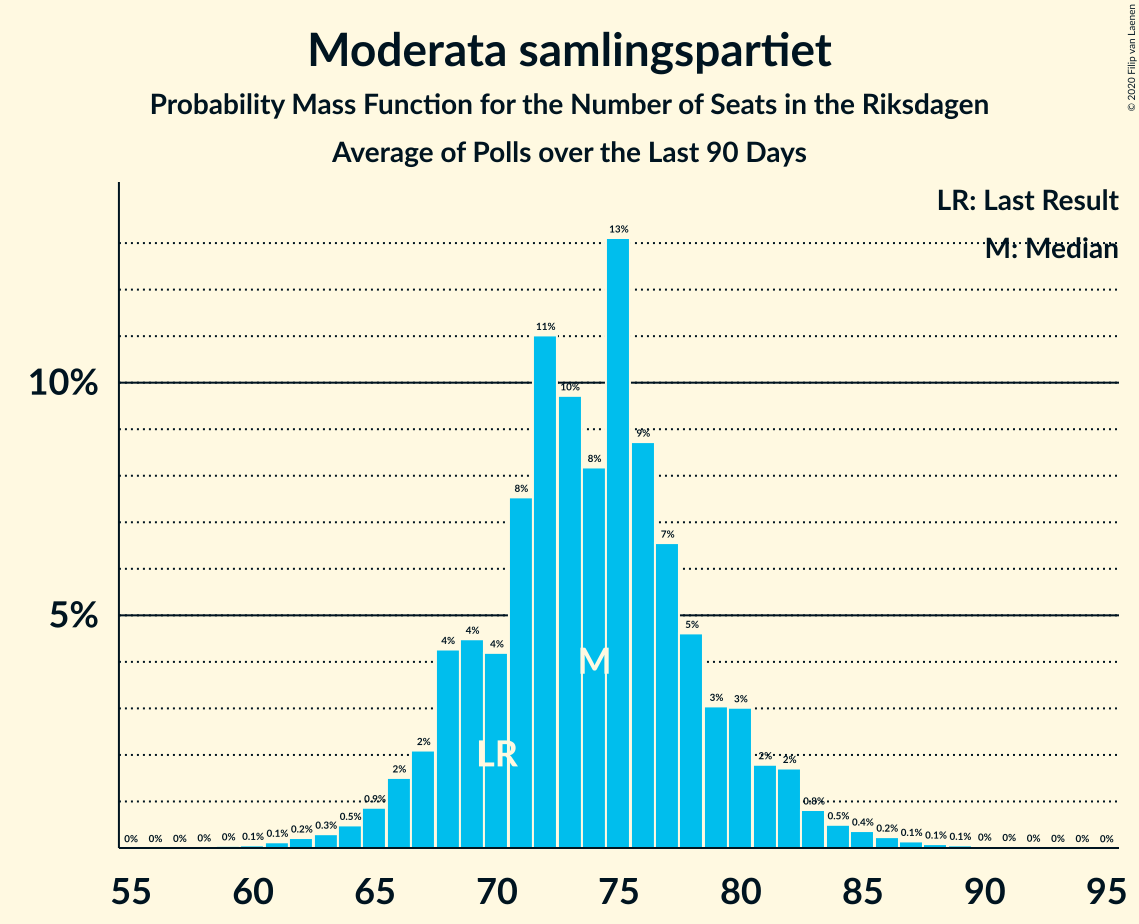 Moderata samlingspartiet
Probability Mass Function for the Number of Seats in the Riksdagen
Average of Polls over the Last 90 Days
© 2020 Filip van Laenen
LR: Last Result
M: Median
10%
5%
0% 0% 0% 0% 0% 0.1% 0.1% 0.2% 0.3% 0.5% 0.9% 2% 2% 4% 4% 4% 8% 11% 10% 8% 13% 9% 7% 5% 3% 3% 2% 2% 0.8% 0.5% 0.4% 0.2% 0.1% 0.1% 0.1% 0% 0% 0% 0% 0% 0%
M
LR
55 60 65 70 75 80 85 90 95